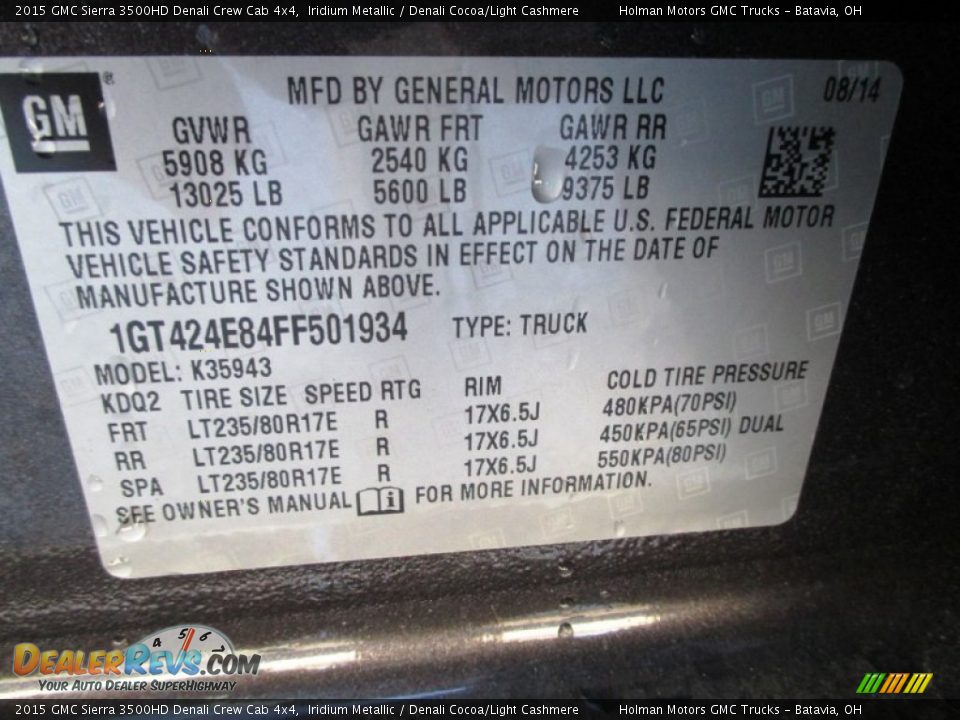 2015 GMC Sierra 3500HD Denali Crew Cab 4x4, Iridium Metallic / Denali Cocoa/Light Cashmere Holman Motors GMC Trucks – Batavia, OH
GM ®
MFD BY GENERAL MOTORS LLC 08/14
GVWR GAWR FRT GAWR RR
5908 KG 2540 KG 4253 KG
13025 LB 5600 LB 9375 LB
THIS VEHICLE CONFORMS TO ALL APPLICABLE U.S. FEDERAL MOTOR
VEHICLE SAFETY STANDARDS IN EFFECT ON THE DATE OF
MANUFACTURE SHOWN ABOVE.
1GT424E84FF501934 TYPE: TRUCK
MODEL: K35943
KDQ2 TIRE SIZE SPEED RTG RIM COLD TIRE PRESSURE
FRT LT235/80R17E R 17X6.5J 480KPA(70PSI)
RR LT235/80R17E R 17X6.5J 450KPA(65PSI) DUAL
SPA LT235/80R17E R 17X6.5J 550KPA(80PSI)
SEE OWNER'S MANUAL i FOR MORE INFORMATION.
4 5 6
DEALERREVS.COM
YOUR AUTO DEALER SUPERHIGHWAY
2015 GMC Sierra 3500HD Denali Crew Cab 4x4, Iridium Metallic / Denali Cocoa/Light Cashmere Holman Motors GMC Trucks – Batavia, OH